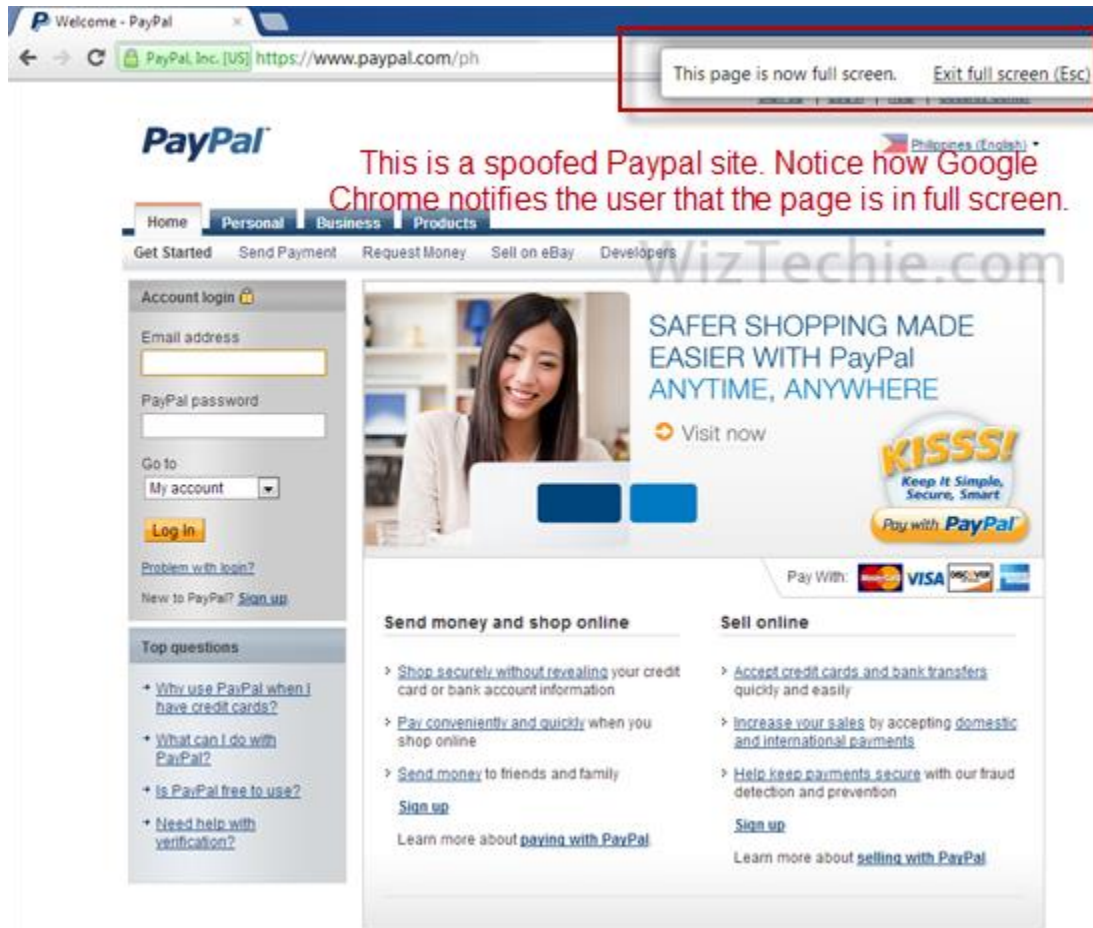 Welcome - PayPal
PayPal, Inc. [US] https://www.paypal.com/ph
This page is now full screen. Exit full screen (Esc)
PayPal
Philippines (English)
This is a spoofed Paypal site. Notice how Google
Chrome notifies the user that the page is in full screen.
Home Personal Business Products
Get Started Send Payment Request Money Sell on eBay Developers
WizTechie.com
Account login
Email address
PayPal password
Go to
My account
Log In
Problem with login?
New to PayPal? Sign up
Top questions
Why use PayPal when I
have credit cards?
What can I do with
PayPal?
Is PayPal free to use?
Need help with
verification?
SAFER SHOPPING MADE
EASIER WITH PayPal
ANYTIME, ANYWHERE
Visit now
KISSS!
Keep It Simple,
Secure, Smart
Pay with PayPal
Pay With: MasterCard VISA DISCOVER
Send money and shop online
Shop securely without revealing your credit
card or bank account information
Pay conveniently and quickly when you
shop online
Send money to friends and family
Sign up
Learn more about paying with PayPal
Sell online
Accept credit cards and bank transfers
quickly and easily
Increase your sales by accepting domestic
and international payments
Help keep payments secure with our fraud
detection and prevention
Sign up
Learn more about selling with PayPal